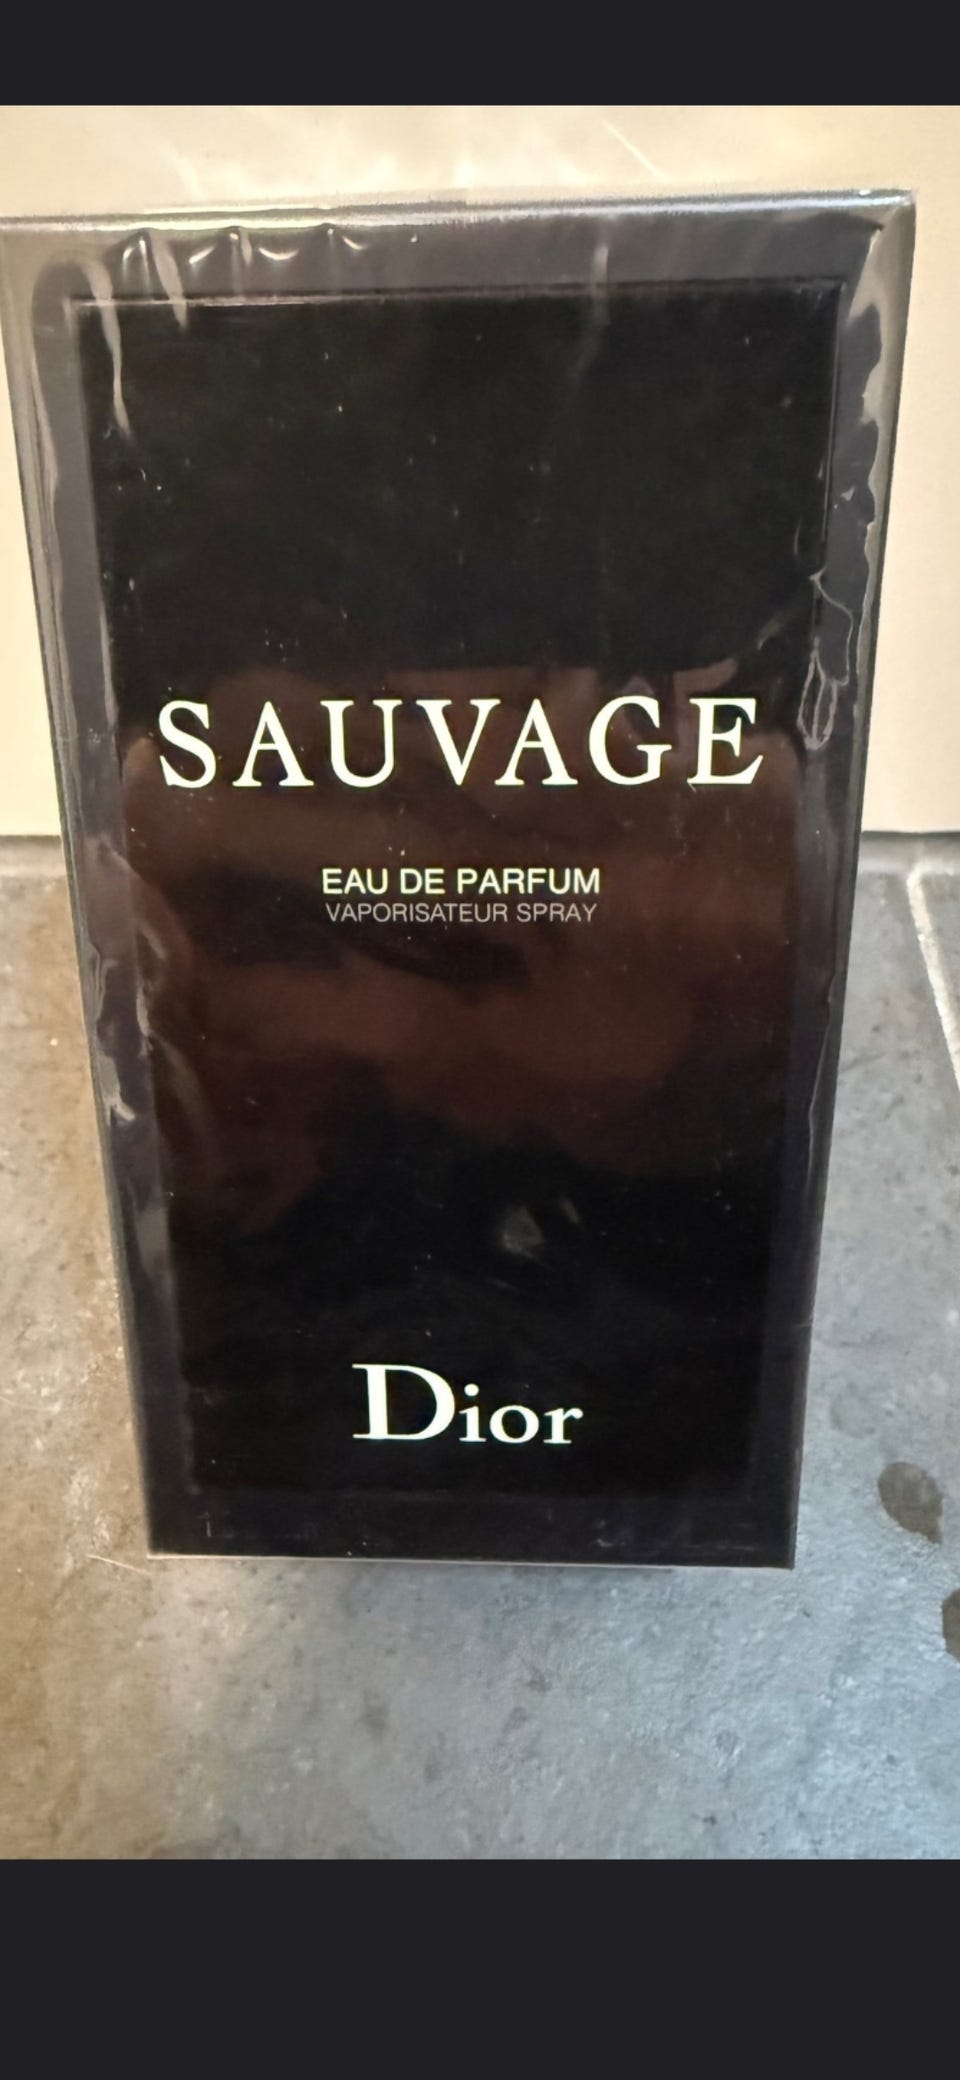 SAUVAGE
EAU DE PARFUM
VAPORISATEUR SPRAY
Dior